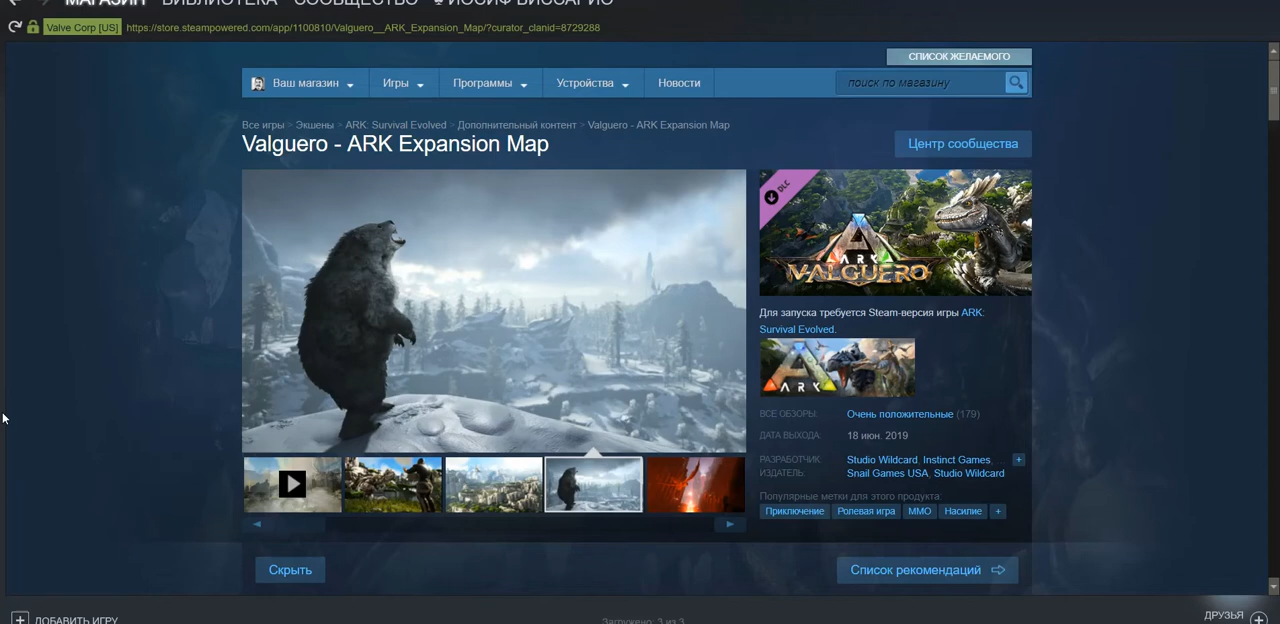 МАГАЗИН БИБЛИОТЕКА СООБЩЕСТВО ИОСИФ ВИССАРИО
Valve Corp [US] https://store.steampowered.com/app/1100810/Valguero__ARK_Expansion_Map/?curator_clanid=8729288
СПИСОК ЖЕЛАЕМОГО
Ваш магазин Игры Программы Устройства Новости поиск по магазину
Все игры > Экшены > ARK: Survival Evolved > Дополнительный контент > Valguero - ARK Expansion Map
Valguero - ARK Expansion Map
Центр сообщества
DLC
ARK
VALGUERO
Для запуска требуется Steam-версия игры ARK:
Survival Evolved.
ARK
ВСЕ ОБЗОРЫ: Очень положительные (179)
ДАТА ВЫХОДА: 18 июн. 2019
РАЗРАБОТЧИК: Studio Wildcard, Instinct Games, ... +
ИЗДАТЕЛЬ: Snail Games USA, Studio Wildcard
Популярные метки для этого продукта:
Приключение Ролевая игра ММО Насилие +
Скрыть
Список рекомендаций
+ ДОБАВИТЬ ИГРУ
Загружено: 3 из 3
ДРУЗЬЯ +